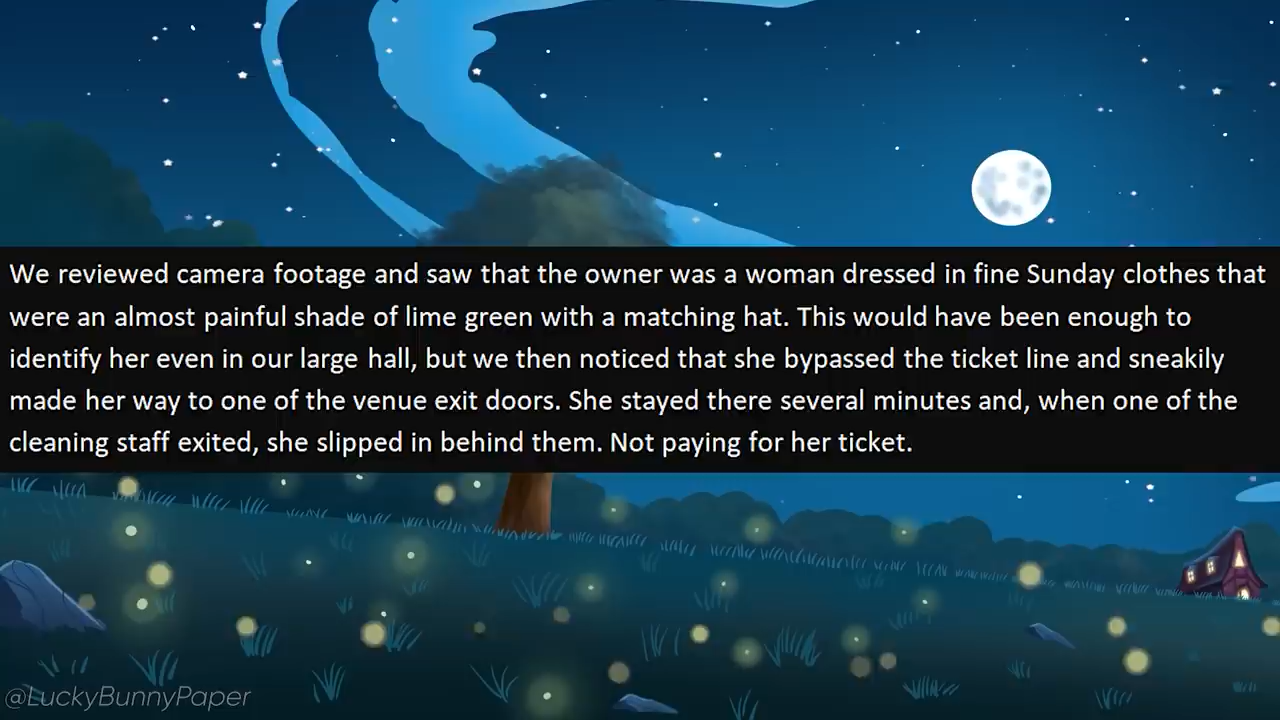 We reviewed camera footage and saw that the owner was a woman dressed in fine Sunday clothes that
were an almost painful shade of lime green with a matching hat. This would have been enough to
identify her even in our large hall, but we then noticed that she bypassed the ticket line and sneakily
made her way to one of the venue exit doors. She stayed there several minutes and, when one of the
cleaning staff exited, she slipped in behind them. Not paying for her ticket.
@LuckyBunnyPaper